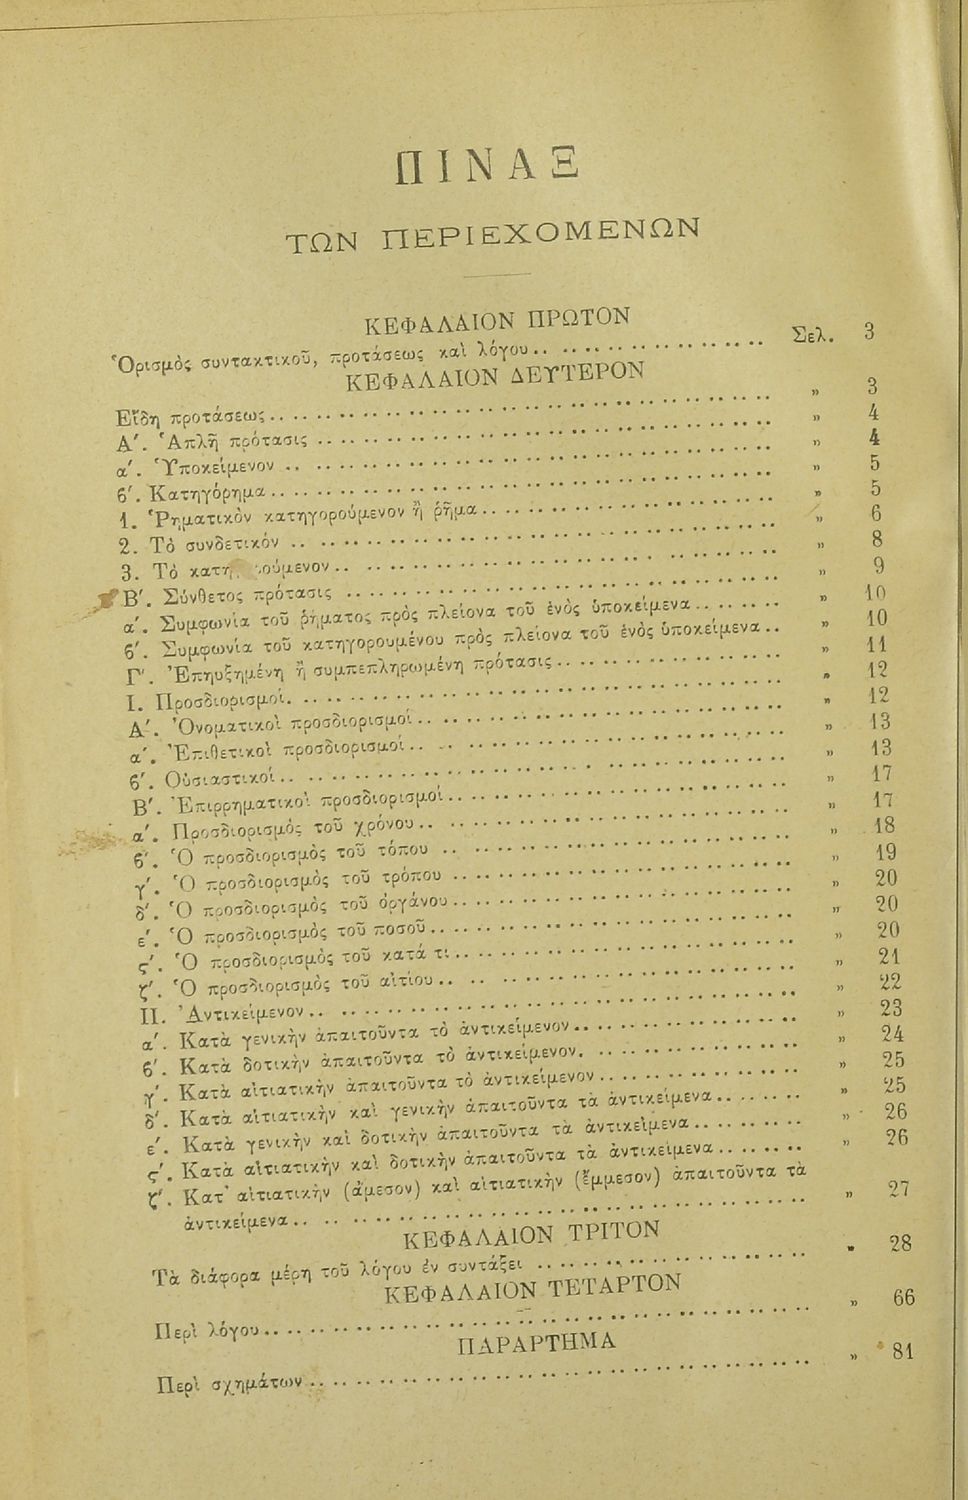 ΠΙΝΑΞ
ΤΩΝ ΠΕΡΙΕΧΟΜΕΝΩΝ
ΚΕΦΑΛΑΙΟΝ ΠΡΩΤΟΝ
Ὁρισμὸς συντακτικοῦ, προτάσεως καὶ λόγου.. Σελ. 3
ΚΕΦΑΛΑΙΟΝ ΔΕΥΤΕΡΟΝ
Εἴδη προτάσεως.. „ 3
Α΄. Ἁπλῆ πρότασις .. „ 4
α΄. Ὑποκείμενον .. „ 4
β΄. Κατηγόρημα.. „ 5
1. Ῥηματικὸν κατηγορούμενον ἢ ῥῆμα.. „ 5
2. Τὸ συνδετικόν .. „ 6
3. Τὸ .. „ 8
Β΄. Σύνθετος πρότασις .. „ 9
α΄. Συμφωνία τοῦ ῥήματος πρὸς πλείονα τοῦ ἑνὸς ὑποκείμενα.. „ 10
β΄. Συμφωνία τοῦ κατηγορουμένου πρὸς πλείονα τοῦ ἑνὸς ὑποκείμενα.. „ 10
Γ΄. Ἐπηυξημένη ἢ συμπεπληρωμένη πρότασις.. „ 11
Ι. Προσδιορισμοί.. „ 12
Α΄. Ὀνοματικοὶ προσδιορισμοί.. „ 12
α΄. Ἐπιθετικοὶ προσδιορισμοί.. „ 13
β΄. Οὐσιαστικοί.. „ 13
Β΄. Ἐπιρρηματικοὶ προσδιορισμοί.. „ 17
α΄. Προσδιορισμὸς τοῦ χρόνου.. „ 17
β΄. Ὁ προσδιορισμὸς τοῦ τόπου .. „ 18
γ΄. Ὁ προσδιορισμὸς τοῦ τρόπου .. „ 19
δ΄. Ὁ προσδιορισμὸς τοῦ ὀργάνου.. „ 20
ε΄. Ὁ προσδιορισμὸς τοῦ ποσοῦ.. „ 20
ς΄. Ὁ προσδιορισμὸς τοῦ κατά τι.. „ 20
ζ΄. Ὁ προσδιορισμὸς τοῦ αἰτίου.. „ 21
ΙΙ. Ἀντικείμενον.. „ 22
α΄. Κατὰ γενικὴν ἀπαιτοῦντα τὸ ἀντικείμενον.. „ 23
β΄. Κατὰ δοτικὴν ἀπαιτοῦντα τὸ ἀντικείμενον. „ 24
γ΄. Κατὰ αἰτιατικὴν ἀπαιτοῦντα τὸ ἀντικείμενον .. „ 25
δ΄. Κατὰ αἰτιατικὴν καὶ γενικὴν ἀπαιτοῦντα τὰ ἀντικείμενα.. „ 25
ε΄. Κατὰ γενικὴν καὶ δοτικὴν ἀπαιτοῦντα τὰ ἀντικείμενα.. „ 26
ς΄. Κατὰ αἰτιατικὴν καὶ δοτικὴν ἀπαιτοῦντα τὰ ἀντικείμενα.. „ 26
ζ΄. Κατ' αἰτιατικὴν (ἄμεσον) καὶ αἰτιατικὴν (ἔμμεσον) ἀπαιτοῦντα τὰ
ἀντικείμενα.. „ 27
ΚΕΦΑΛΑΙΟΝ ΤΡΙΤΟΝ
Τὰ διάφορα μέρη τοῦ λόγου ἐν συντάξει .. „ 28
ΚΕΦΑΛΑΙΟΝ ΤΕΤΑΡΤΟΝ
Περὶ λόγου.. „ 66
ΠΑΡΑΡΤΗΜΑ
Περὶ σχημάτων .. „ 81